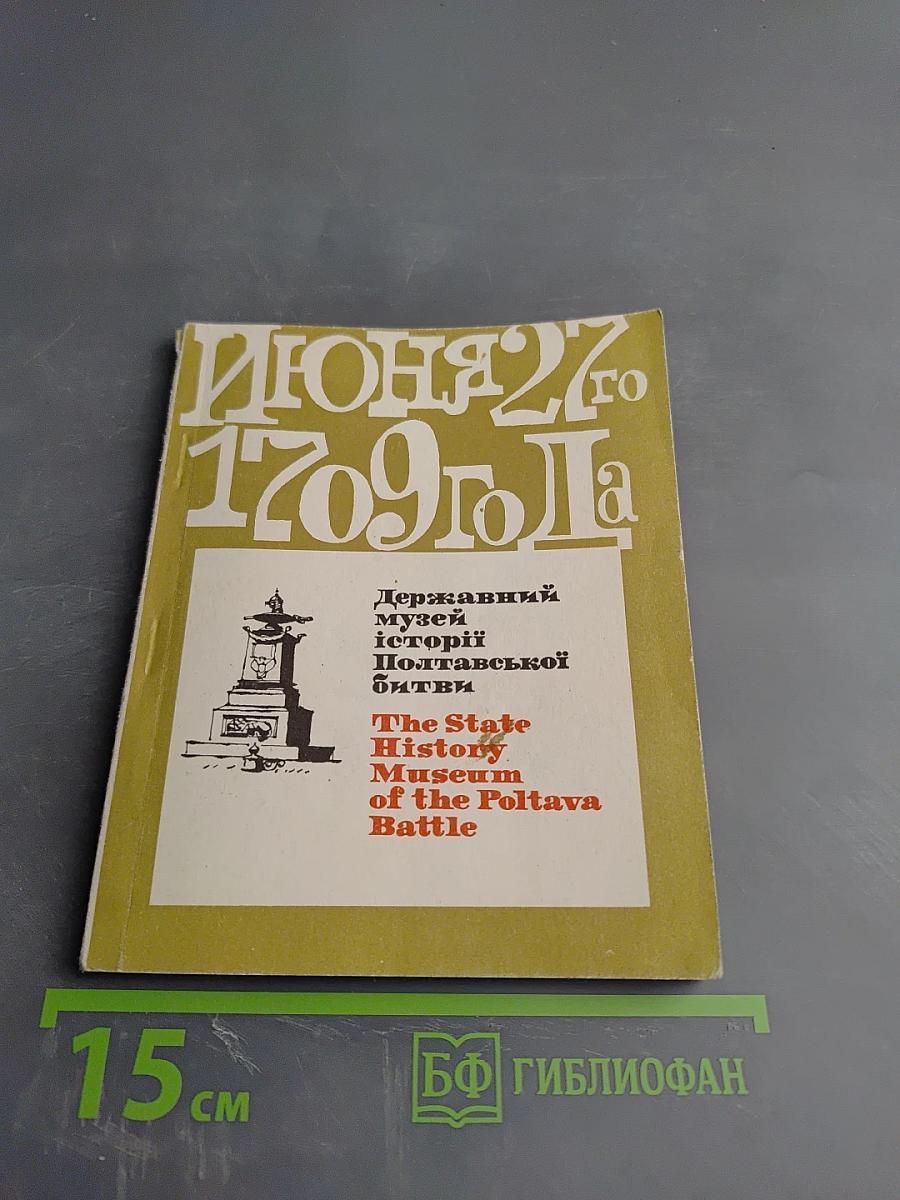 Июня 27го
1709 года
Державний
музей
історії
Полтавської
битви
The State
History
Museum
of the Poltava
Battle
15 см
БФ ГИБЛИОФАН